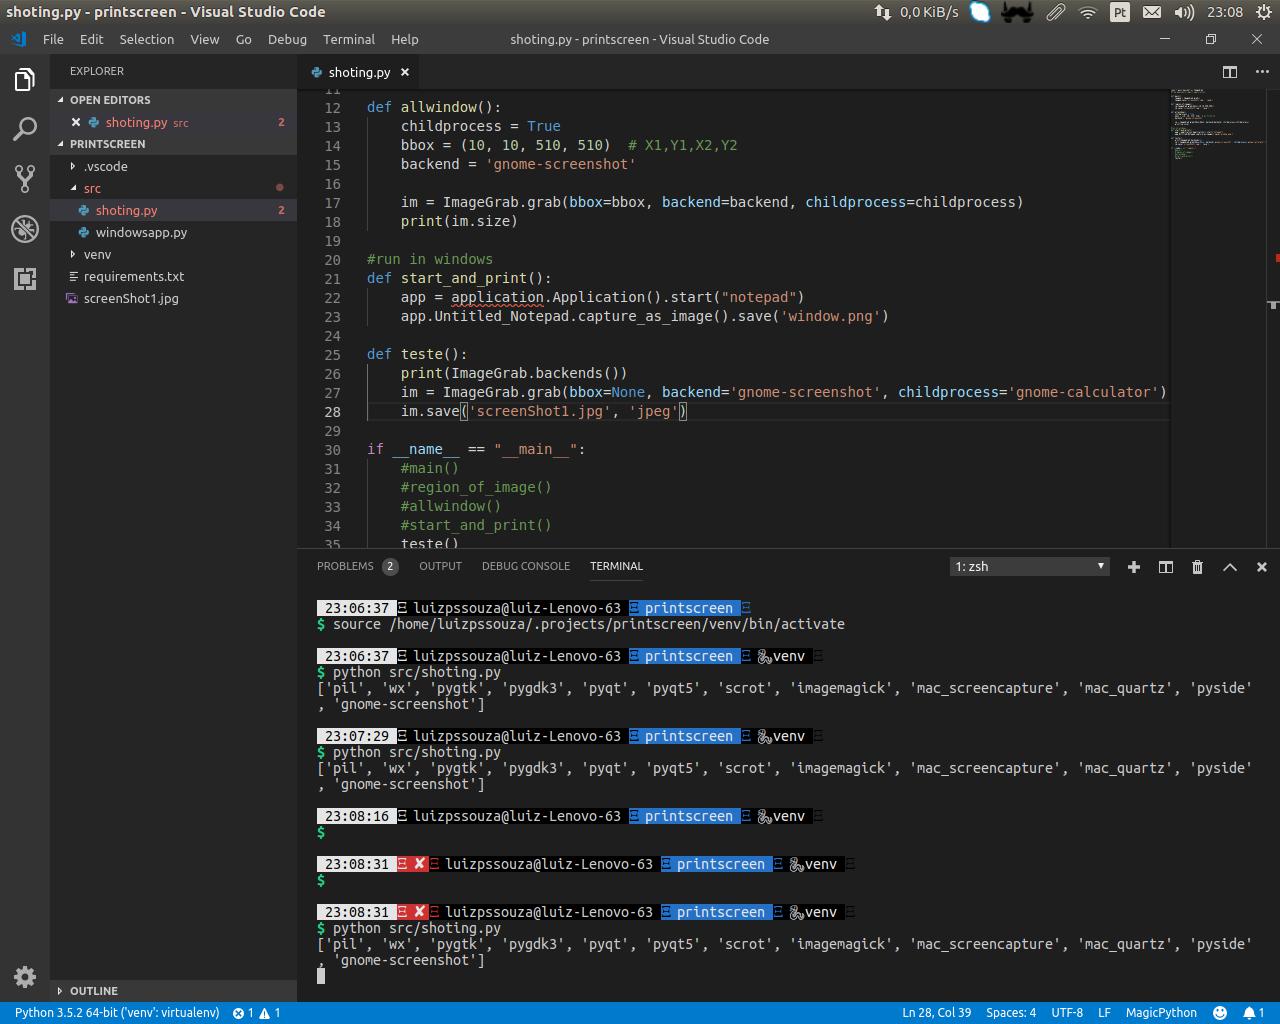 shoting.py - printscreen - Visual Studio Code
0,0 KiB/s
Pt
23:08
File Edit Selection View Go Debug Terminal Help
shoting.py - printscreen - Visual Studio Code
EXPLORER
OPEN EDITORS
shoting.py src 2
PRINTSCREEN
.vscode
src
shoting.py 2
windowsapp.py
venv
requirements.txt
screenShot1.jpg
OUTLINE
shoting.py
11
12 def allwindow():
13 childprocess = True
14 bbox = (10, 10, 510, 510)  # X1,Y1,X2,Y2
15 backend = 'gnome-screenshot'
16
17 im = ImageGrab.grab(bbox=bbox, backend=backend, childprocess=childprocess)
18 print(im.size)
19
20 #run in windows
21 def start_and_print():
22 app = application.Application().start("notepad")
23 app.Untitled_Notepad.capture_as_image().save('window.png')
24
25 def teste():
26 print(ImageGrab.backends())
27 im = ImageGrab.grab(bbox=None, backend='gnome-screenshot', childprocess='gnome-calculator')
28 im.save('screenShot1.jpg', 'jpeg')
29
30 if __name__ == "__main__":
31 #main()
32 #region_of_image()
33 #allwindow()
34 #start_and_print()
35 teste()
PROBLEMS 2 OUTPUT DEBUG CONSOLE TERMINAL
1: zsh
23:06:37 luizpssouza@luiz-Lenovo-63 printscreen
$ source /home/luizpssouza/.projects/printscreen/venv/bin/activate
23:06:37 luizpssouza@luiz-Lenovo-63 printscreen venv
$ python src/shoting.py
['pil', 'wx', 'pygtk', 'pygdk3', 'pyqt', 'pyqt5', 'scrot', 'imagemagick', 'mac_screencapture', 'mac_quartz', 'pyside'
, 'gnome-screenshot']
23:07:29 luizpssouza@luiz-Lenovo-63 printscreen venv
$ python src/shoting.py
['pil', 'wx', 'pygtk', 'pygdk3', 'pyqt', 'pyqt5', 'scrot', 'imagemagick', 'mac_screencapture', 'mac_quartz', 'pyside'
, 'gnome-screenshot']
23:08:16 luizpssouza@luiz-Lenovo-63 printscreen venv
$
23:08:31 ✘ luizpssouza@luiz-Lenovo-63 printscreen venv
$
23:08:31 ✘ luizpssouza@luiz-Lenovo-63 printscreen venv
$ python src/shoting.py
['pil', 'wx', 'pygtk', 'pygdk3', 'pyqt', 'pyqt5', 'scrot', 'imagemagick', 'mac_screencapture', 'mac_quartz', 'pyside'
, 'gnome-screenshot']
Python 3.5.2 64-bit ('venv': virtualenv) 1 1
Ln 28, Col 39 Spaces: 4 UTF-8 LF MagicPython 1